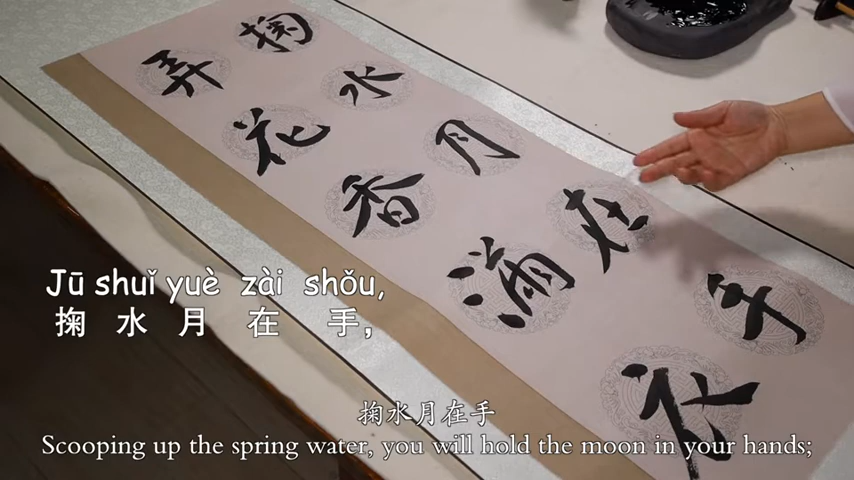 掬水月在手
弄花香满衣
Jū shuǐ yuè zài shǒu,
掬 水 月 在 手，
掬水月在手
Scooping up the spring water, you will hold the moon in your hands;